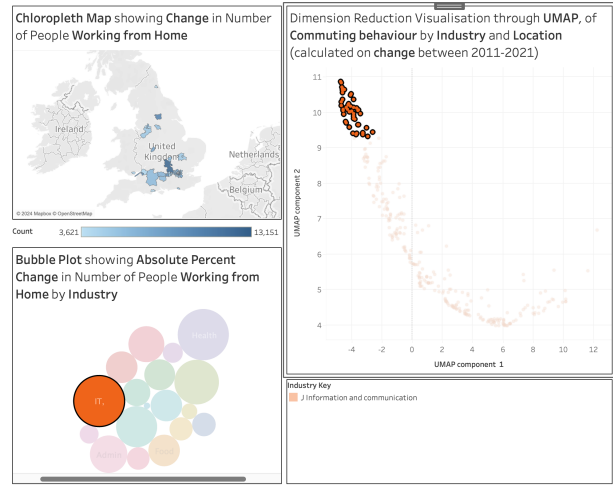 Chloropleth Map showing Change in Number
of People Working from Home
Ireland
United
Kingdom
Netherlands
Belgium
© 2024 Mapbox © OpenStreetMap
Count
3,621
13,151
Bubble Plot showing Absolute Percent
Change in Number of People Working from
Home by Industry
IT,
Dimension Reduction Visualisation through UMAP, of
Commuting behaviour by Industry and Location
(calculated on change between 2011-2021)
11
10
9
8
7
6
5
4
UMAP component 2
-4
-2
0
2
4
6
8
10
12
UMAP component 1
Industry Key
J Information and communication